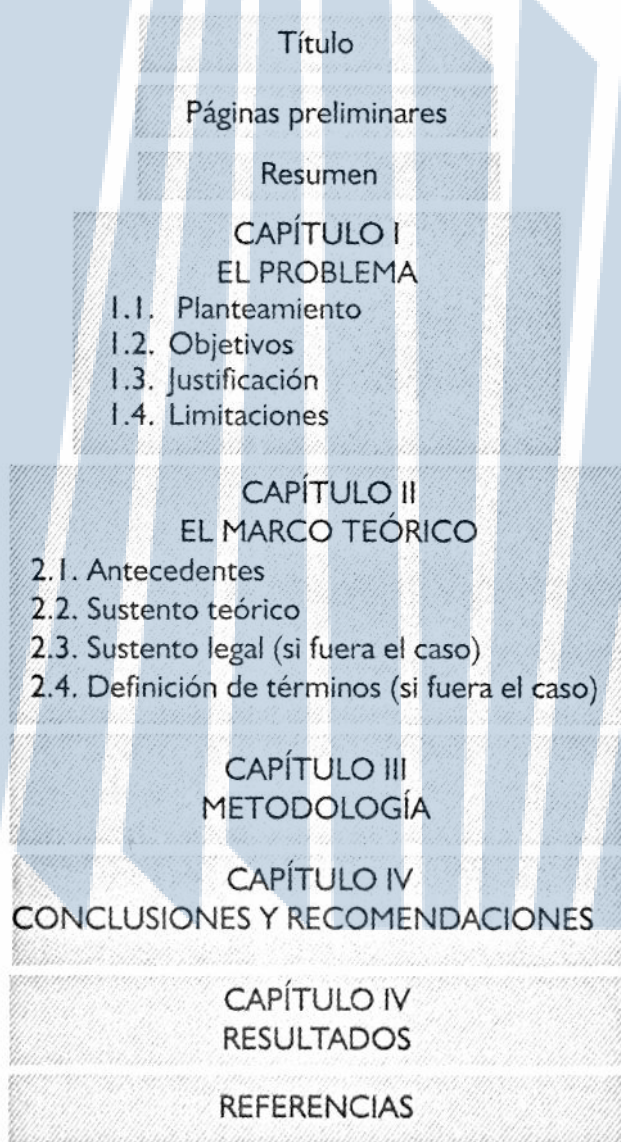 Título
Páginas preliminares
Resumen
CAPÍTULO I
EL PROBLEMA
1.1. Planteamiento
1.2. Objetivos
1.3. Justificación
1.4. Limitaciones
CAPÍTULO II
EL MARCO TEÓRICO
2.1. Antecedentes
2.2. Sustento teórico
2.3. Sustento legal (si fuera el caso)
2.4. Definición de términos (si fuera el caso)
CAPÍTULO III
METODOLOGÍA
CAPÍTULO IV
CONCLUSIONES Y RECOMENDACIONES
CAPÍTULO IV
RESULTADOS
REFERENCIAS